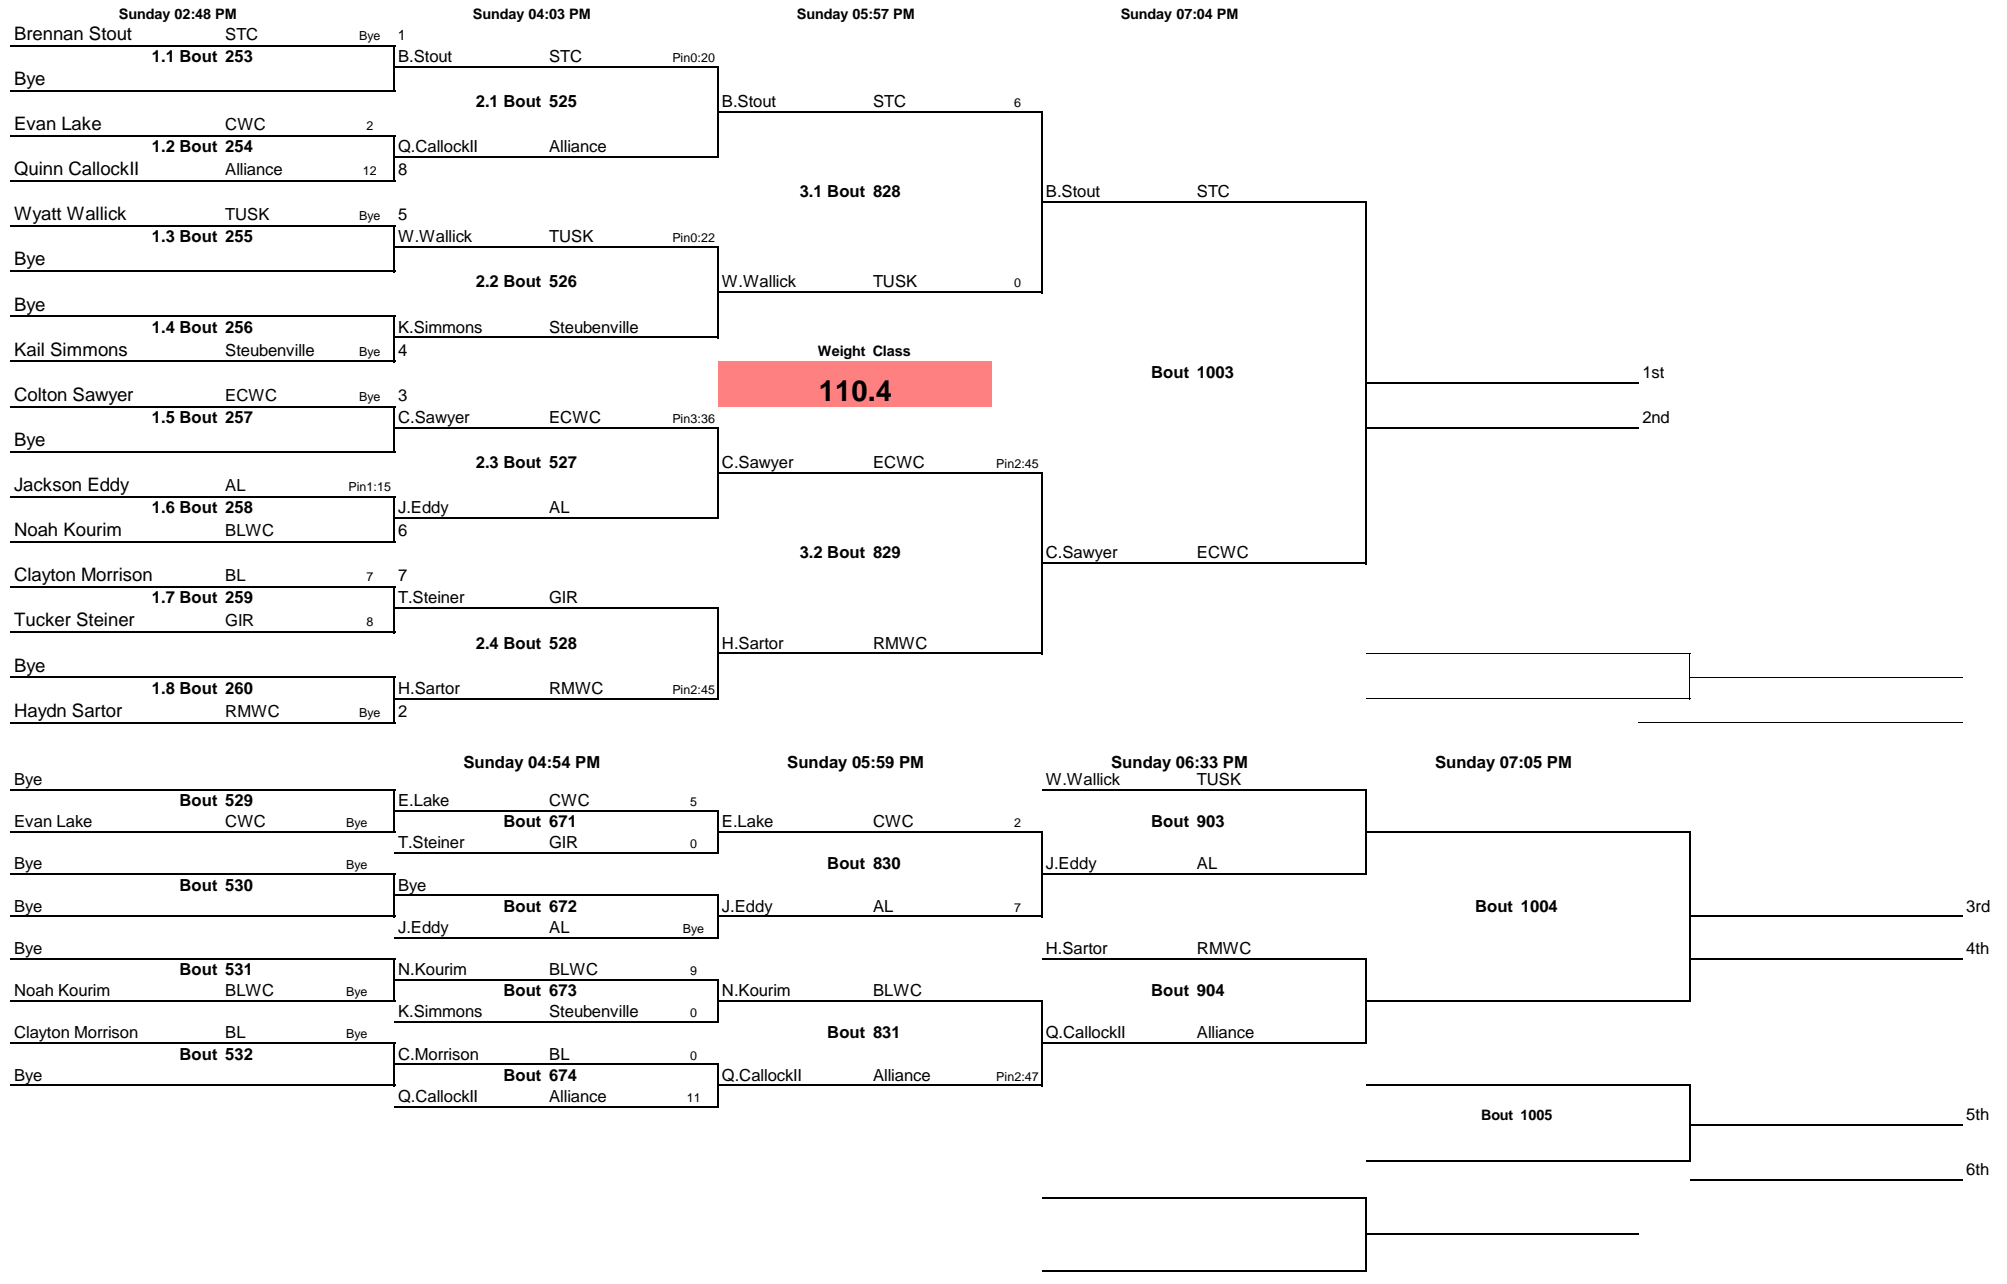 Sunday 02:48 PM Sunday 04:03 PM Sunday 05:57 PM Sunday 07:04 PM
Brennan Stout STC Bye 1
1.1 Bout 253 B.Stout STC Pin0:20
Bye
2.1 Bout 525 B.Stout STC 6
Evan Lake CWC 2
1.2 Bout 254 Q.CallockII Alliance
Quinn CallockII Alliance 12 8
3.1 Bout 828 B.Stout STC
Wyatt Wallick TUSK Bye 5
1.3 Bout 255 W.Wallick TUSK Pin0:22
Bye
2.2 Bout 526 W.Wallick TUSK 0
Bye
1.4 Bout 256 K.Simmons Steubenville
Kail Simmons Steubenville Bye 4 Weight Class
Bout 1003 1st
110.4
Colton Sawyer ECWC Bye 3
1.5 Bout 257 C.Sawyer ECWC Pin3:36 2nd
Bye
2.3 Bout 527 C.Sawyer ECWC Pin2:45
Jackson Eddy AL Pin1:15
1.6 Bout 258 J.Eddy AL
Noah Kourim BLWC 6
3.2 Bout 829 C.Sawyer ECWC
Clayton Morrison BL 7 7
1.7 Bout 259 T.Steiner GIR
Tucker Steiner GIR 8
2.4 Bout 528 H.Sartor RMWC
Bye
1.8 Bout 260 H.Sartor RMWC Pin2:45
Haydn Sartor RMWC Bye 2
Sunday 04:54 PM Sunday 05:59 PM Sunday 06:33 PM Sunday 07:05 PM
Bye W.Wallick TUSK
Bout 529 E.Lake CWC 5
Evan Lake CWC Bye Bout 671 E.Lake CWC 2 Bout 903
T.Steiner GIR 0
Bye Bye Bout 830 J.Eddy AL
Bout 530 Bye
Bye Bout 672 J.Eddy AL 7 Bout 1004 3rd
J.Eddy AL Bye
Bye H.Sartor RMWC 4th
Bout 531 N.Kourim BLWC 9
Noah Kourim BLWC Bye Bout 673 N.Kourim BLWC Bout 904
K.Simmons Steubenville 0
Clayton Morrison BL Bye Bout 831 Q.CallockII Alliance
Bout 532 C.Morrison BL 0
Bye Bout 674 Q.CallockII Alliance Pin2:47
Q.CallockII Alliance 11
Bout 1005 5th
6th